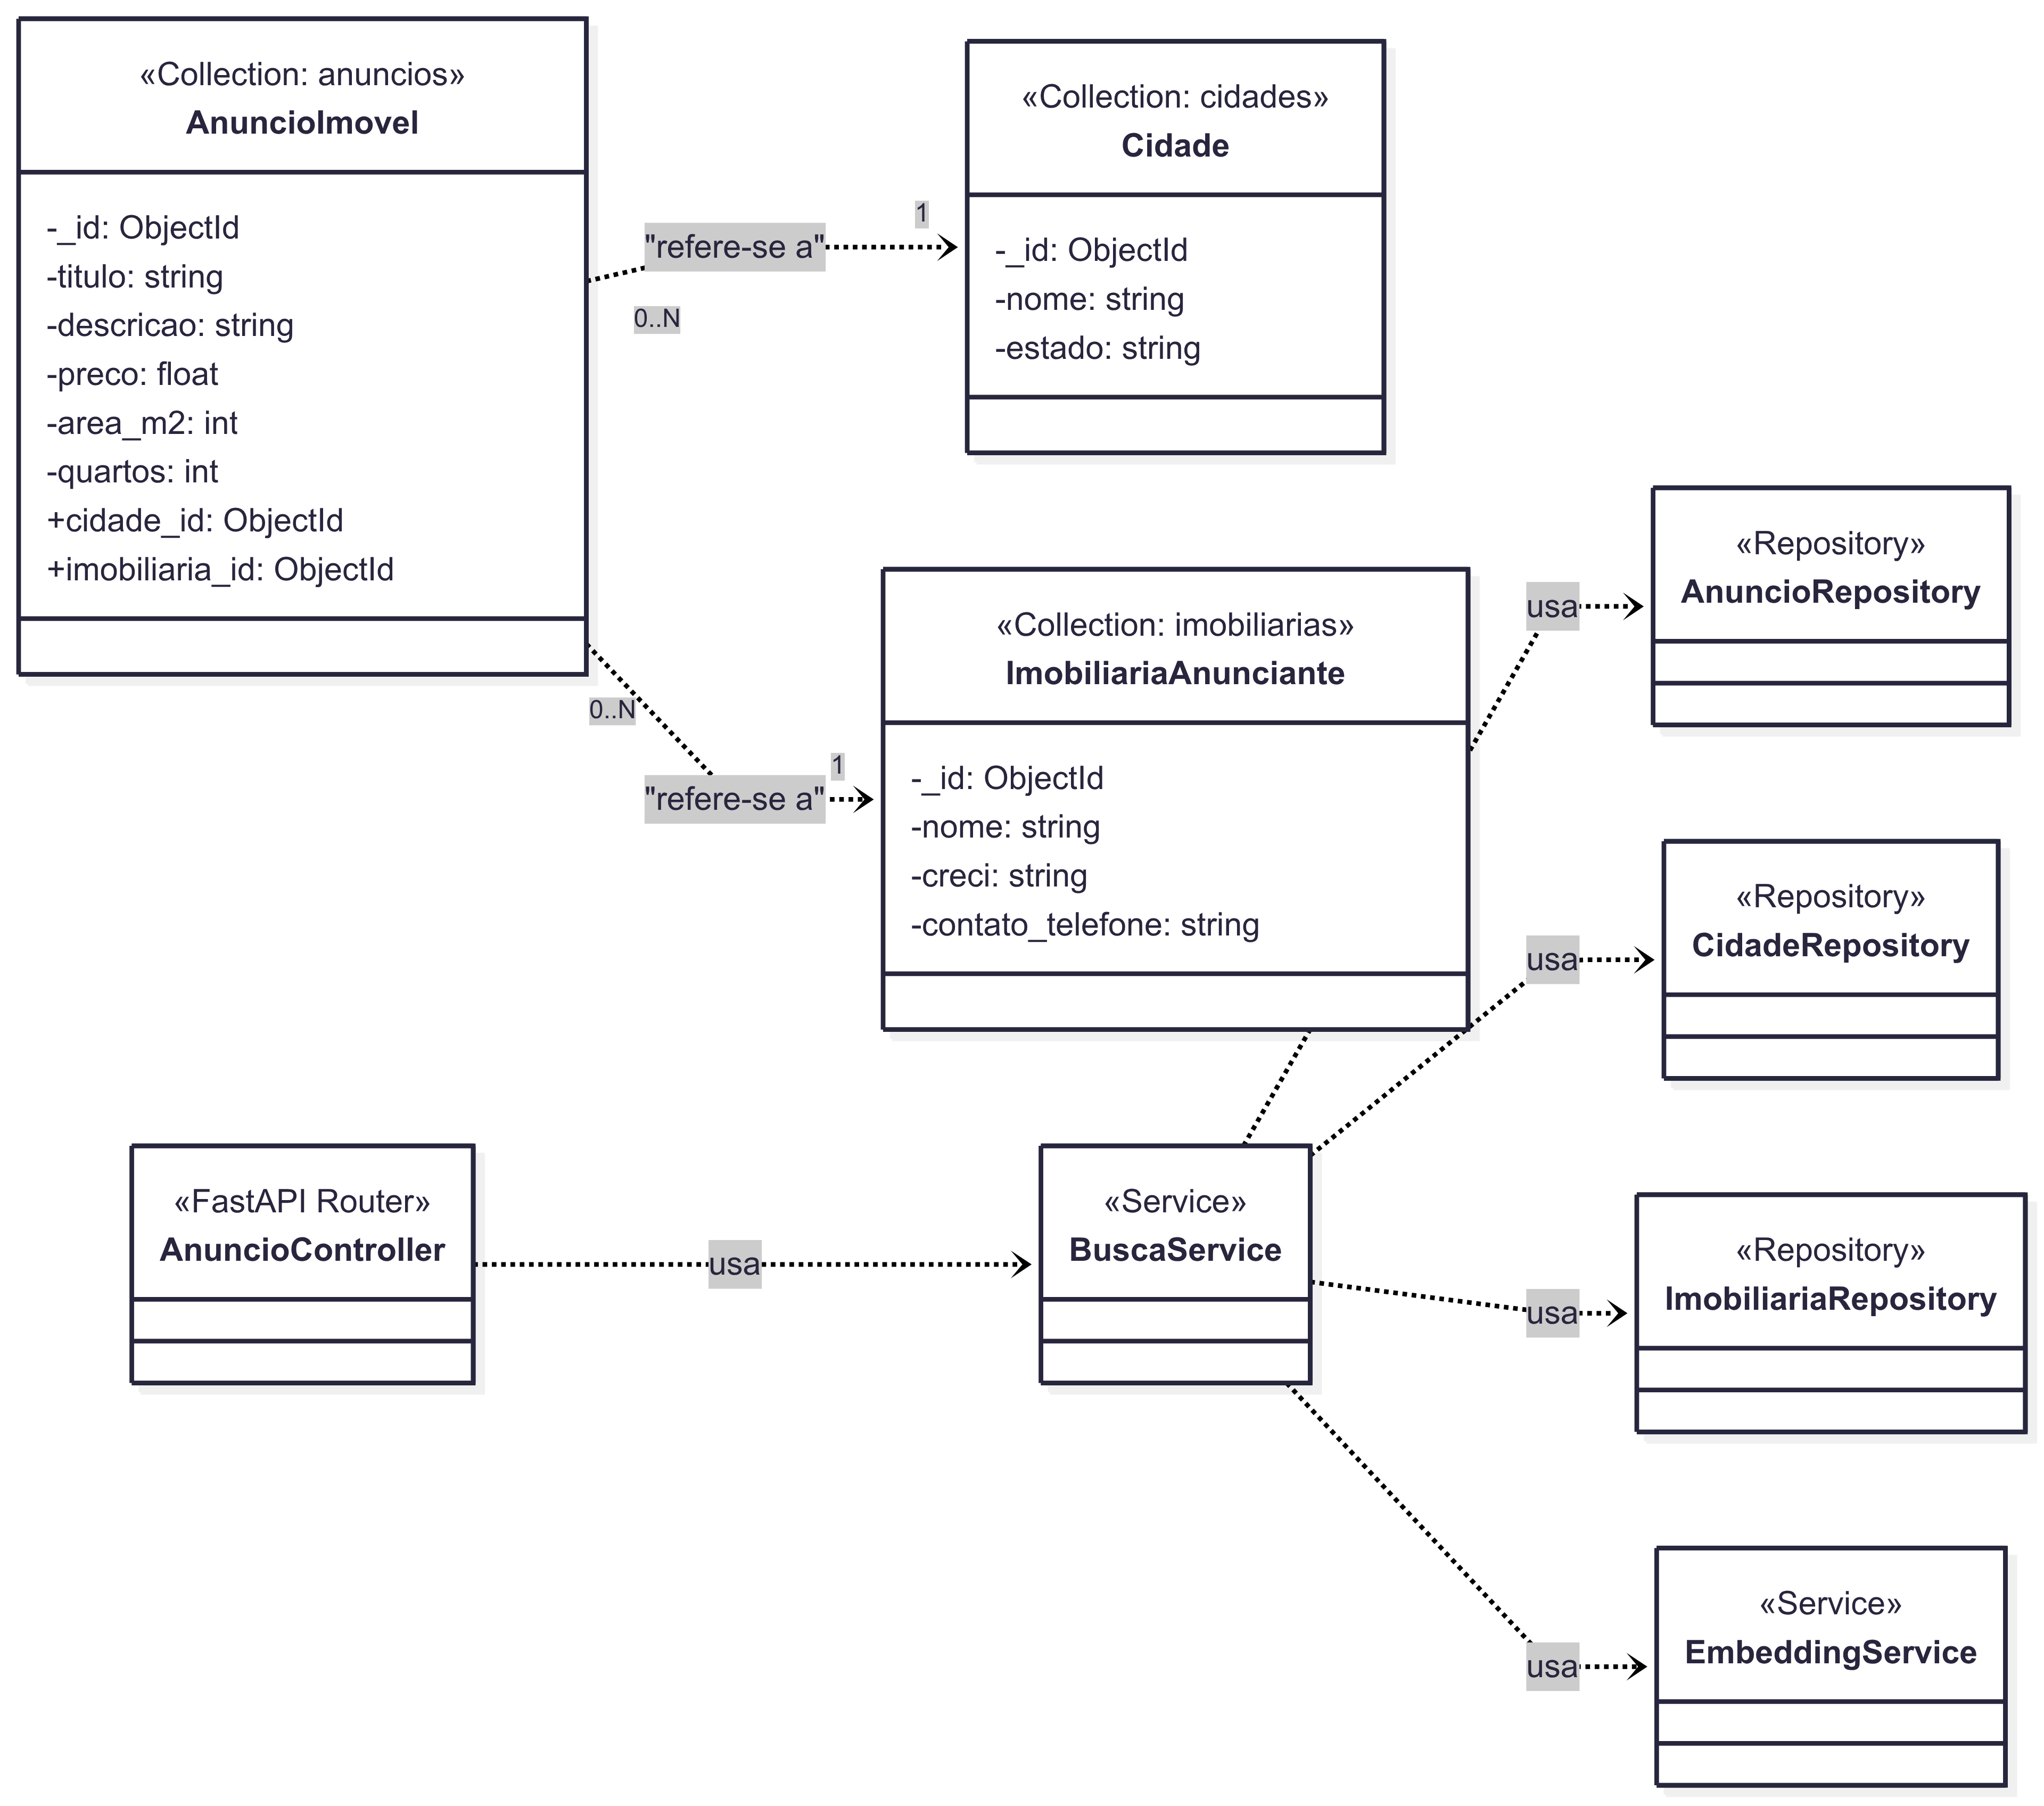 «Collection: anuncios»
AnuncioImovel
-_id: ObjectId
-titulo: string
-descricao: string
-preco: float
-area_m2: int
-quartos: int
+cidade_id: ObjectId
+imobiliaria_id: ObjectId
"refere-se a"
1
0..N
«Collection: cidades»
Cidade
-_id: ObjectId
-nome: string
-estado: string
0..N
"refere-se a"
1
«Collection: imobiliarias»
ImobiliariaAnunciante
-_id: ObjectId
-nome: string
-creci: string
-contato_telefone: string
usa
«Repository»
AnuncioRepository
usa
«Repository»
CidadeRepository
«FastAPI Router»
AnuncioController
usa
«Service»
BuscaService
usa
«Repository»
ImobiliariaRepository
usa
«Service»
EmbeddingService